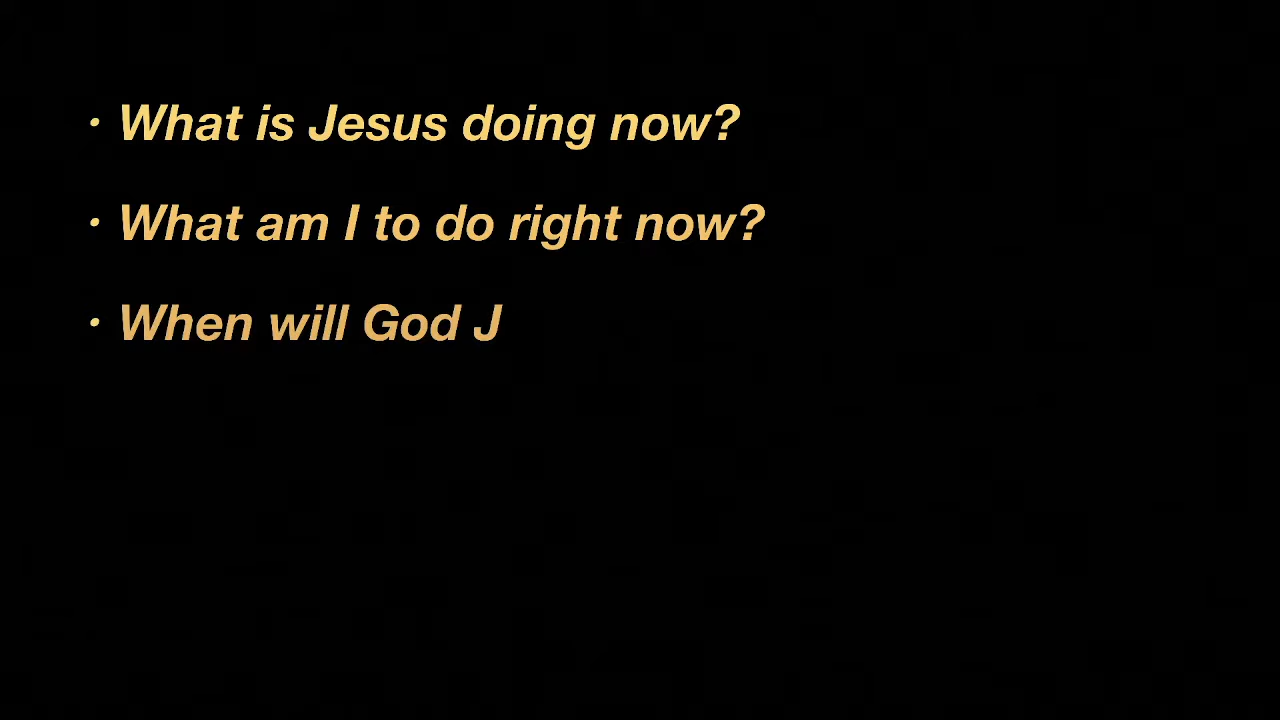 · What is Jesus doing now?
· What am I to do right now?
· When will God J